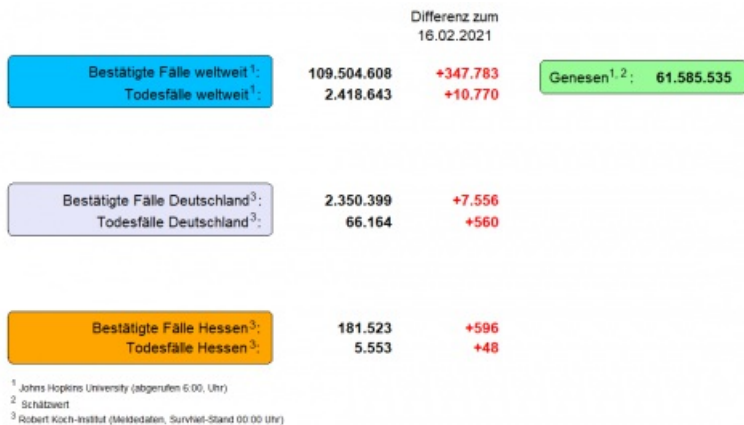 Differenz zum
16.02.2021
Bestätigte Fälle weltweit¹: 109.504.608 +347.783 Genesen¹,²: 61.585.535
Todesfälle weltweit¹: 2.418.643 +10.770
Bestätigte Fälle Deutschland³: 2.350.399 +7.556
Todesfälle Deutschland³: 66.164 +560
Bestätigte Fälle Hessen³: 181.523 +596
Todesfälle Hessen³: 5.553 +48
¹ Johns Hopkins University (abgerufen 6:00, Uhr)
² Schätzwert
³ Robert Koch-Institut (Meldedaten, SurvNet-Stand 00:00 Uhr)